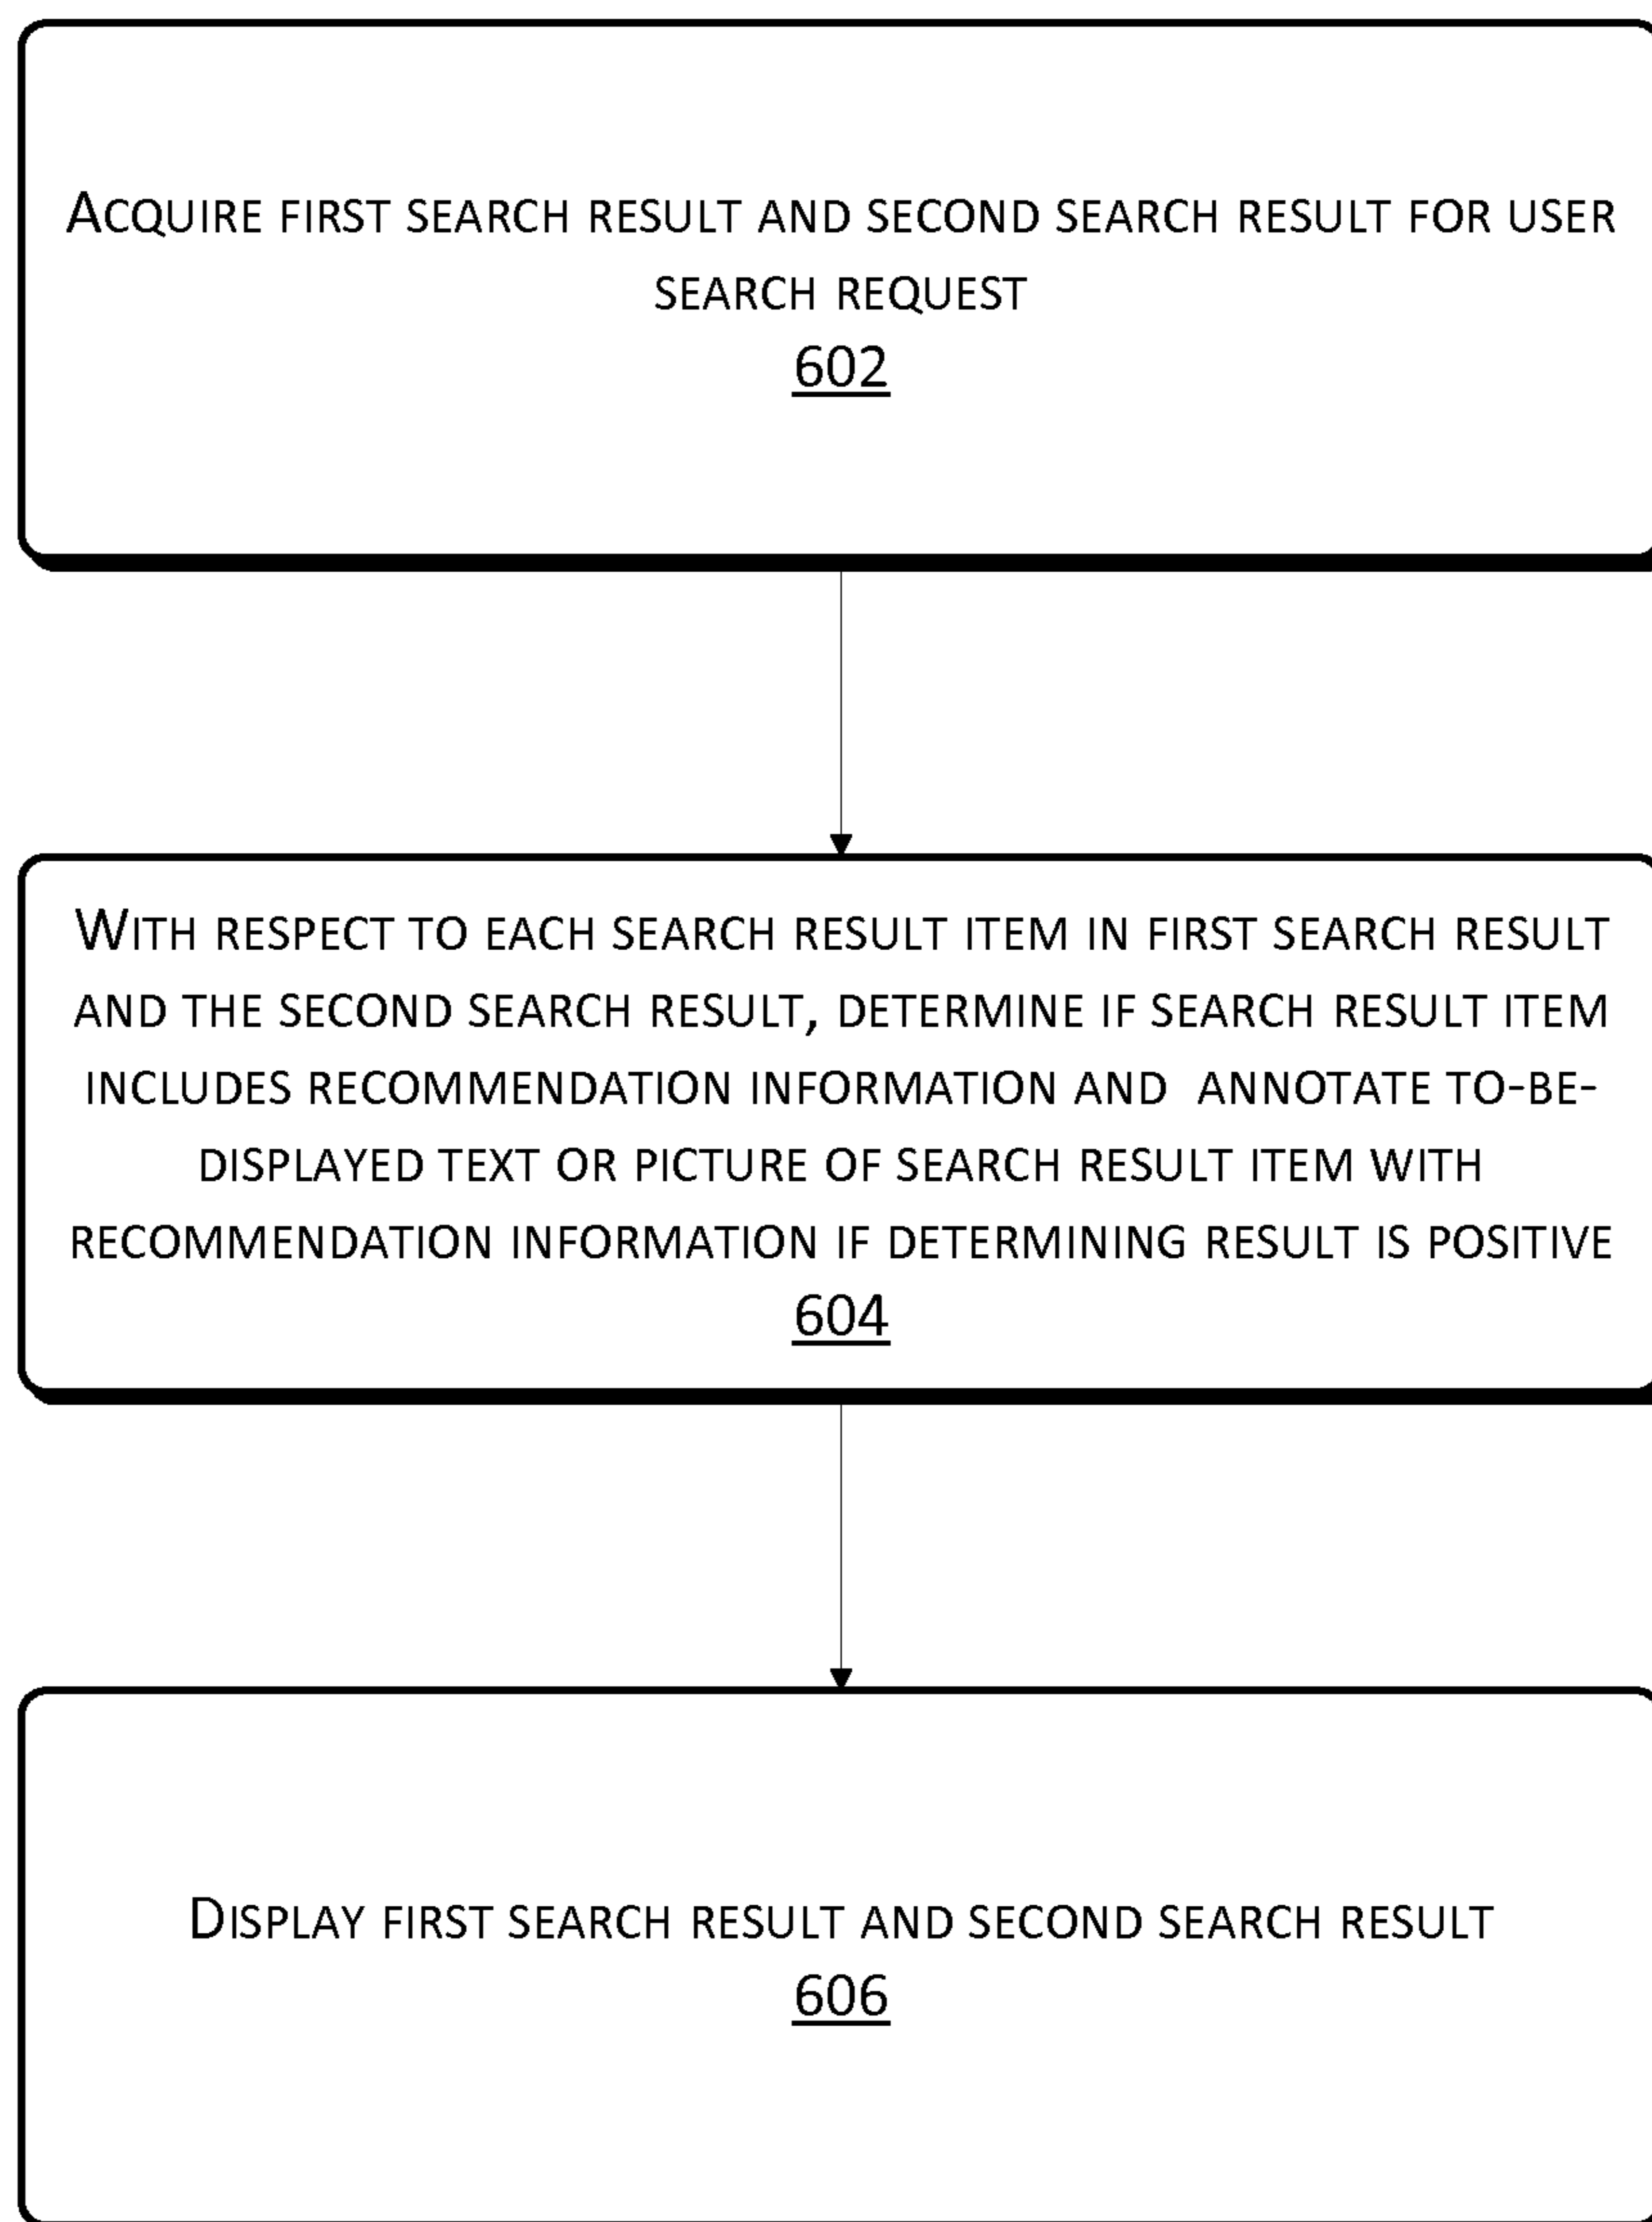 Acquire first search result and second search result for user
search request
602
With respect to each search result item in first search result
and the second search result, determine if search result item
includes recommendation information and annotate to-be-
displayed text or picture of search result item with
recommendation information if determining result is positive
604
Display first search result and second search result
606